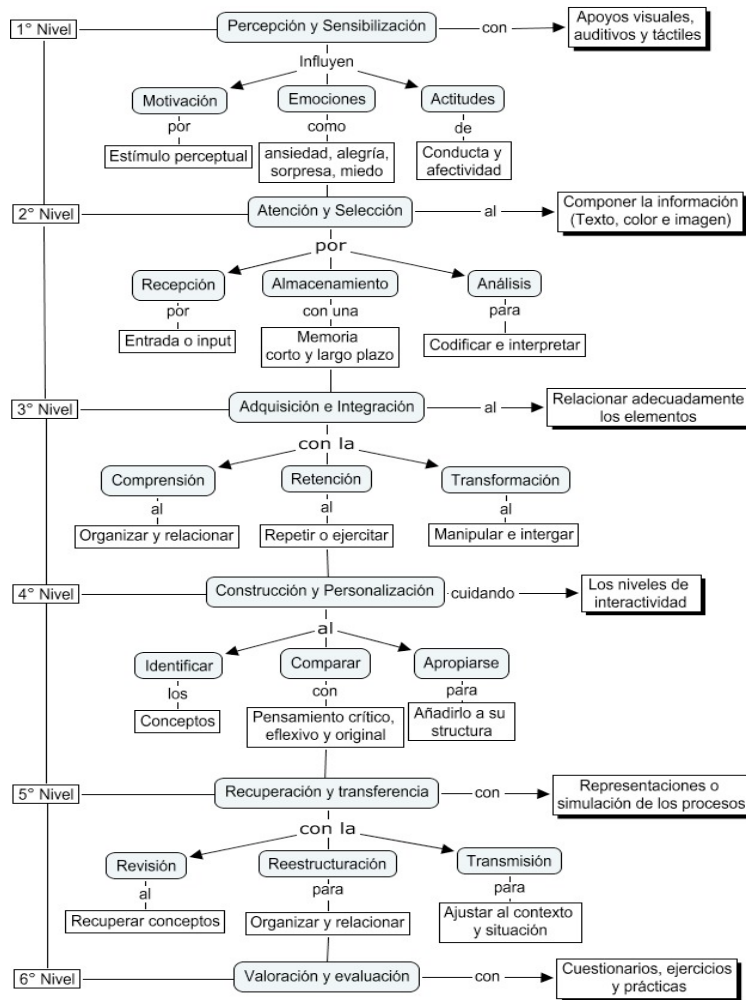 1° Nivel
Percepción y Sensibilización
con
Apoyos visuales,
auditivos y táctiles
Influyen
Motivación
Emociones
Actitudes
por
como
de
Estímulo perceptual
ansiedad, alegría,
sorpresa, miedo
Conducta y
afectividad
2° Nivel
Atención y Selección
al
Componer la información
(Texto, color e imagen)
por
Recepción
Almacenamiento
Análisis
por
con una
para
Entrada o input
Memoria
corto y largo plazo
Codificar e interpretar
3° Nivel
Adquisición e Integración
al
Relacionar adecuadamente
los elementos
con la
Comprensión
Retención
Transformación
al
al
al
Organizar y relacionar
Repetir o ejercitar
Manipular e intergar
4° Nivel
Construcción y Personalización
cuidando
Los niveles de
interactividad
al
Identificar
Comparar
Apropiarse
los
con
para
Conceptos
Pensamiento crítico,
eflexivo y original
Añadirlo a su
structura
5° Nivel
Recuperación y transferencia
con
Representaciones o
simulación de los procesos
con la
Revisión
Reestructuración
Transmisión
al
para
para
Recuperar conceptos
Organizar y relacionar
Ajustar al contexto
y situación
6° Nivel
Valoración y evaluación
con
Cuestionarios, ejercicios
y prácticas